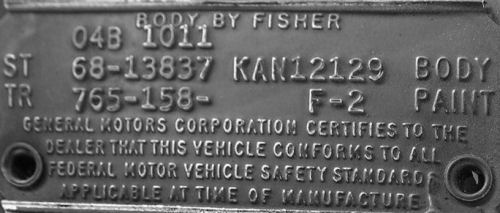 BODY BY FISHER
04B 1011
ST 68-13837 KAN12129 BODY
TR 765-158- F-2 PAINT
GENERAL MOTORS CORPORATION CERTIFIES TO THE
DEALER THAT THIS VEHICLE CONFORMS TO ALL
FEDERAL MOTOR VEHICLE SAFETY STANDARD
APPLICABLE AT TIME OF MANUFACTURE